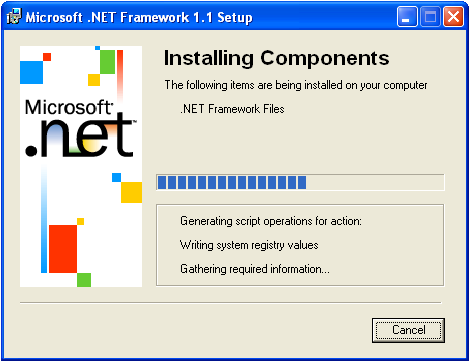 Microsoft .NET Framework 1.1 Setup
Microsoft®
.net
Installing Components
The following items are being installed on your computer
.NET Framework Files
Generating script operations for action:
Writing system registry values
Gathering required information...
Cancel